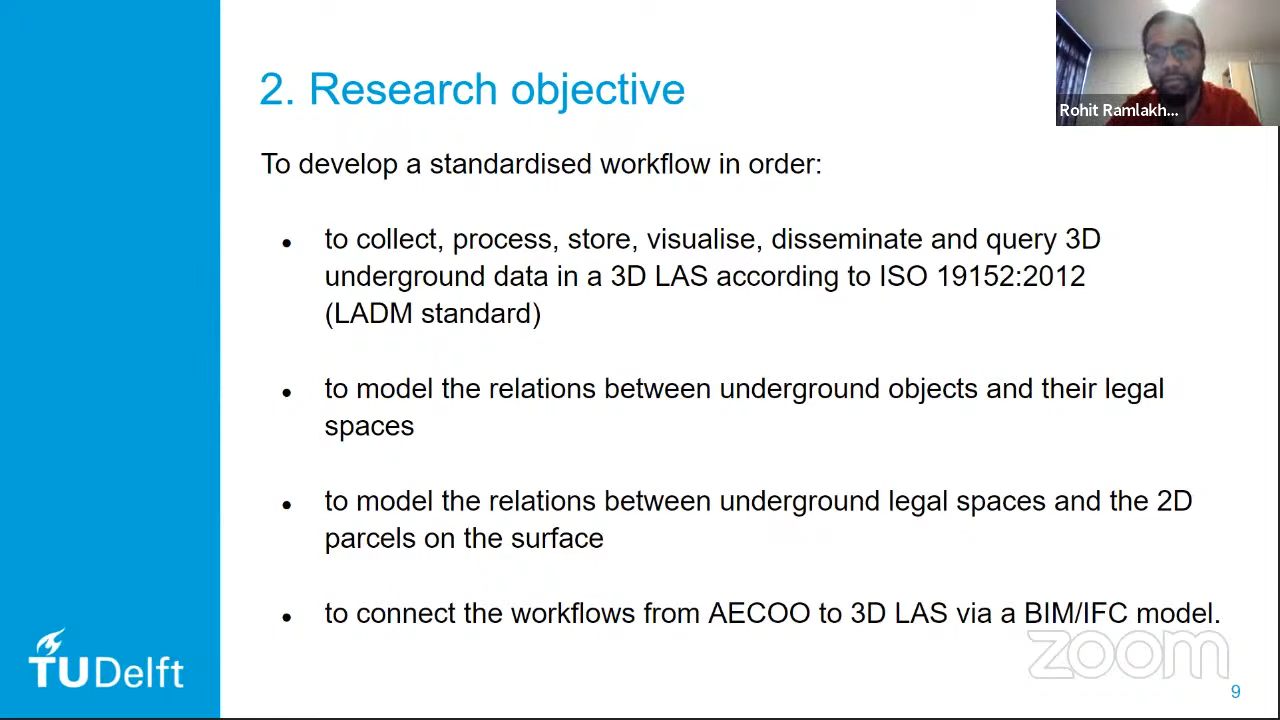 2. Research objective
Rohit Ramlakh...
To develop a standardised workflow in order:
• to collect, process, store, visualise, disseminate and query 3D
underground data in a 3D LAS according to ISO 19152:2012
(LADM standard)
• to model the relations between underground objects and their legal
spaces
• to model the relations between underground legal spaces and the 2D
parcels on the surface
• to connect the workflows from AECOO to 3D LAS via a BIM/IFC model.
zoom
TUDelft
9